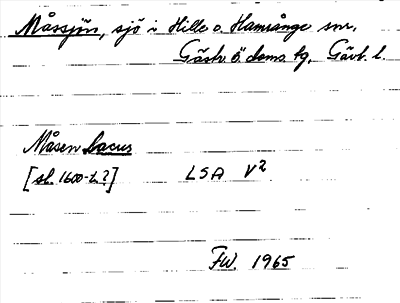 Måssjön, sjö i Hille o. Hamrånge snr,
Gästr. ö. doms. tg, Gävl. l.
Måsen Lacus
[sl. 1600-t.?] LSA V2
FW. 1965